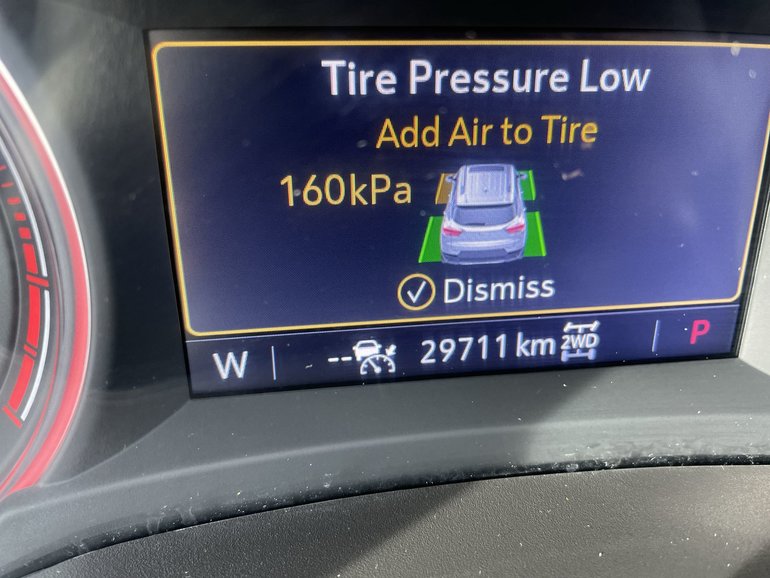 Tire Pressure Low
Add Air to Tire
160kPa
Dismiss
W 29711 km 2WD P